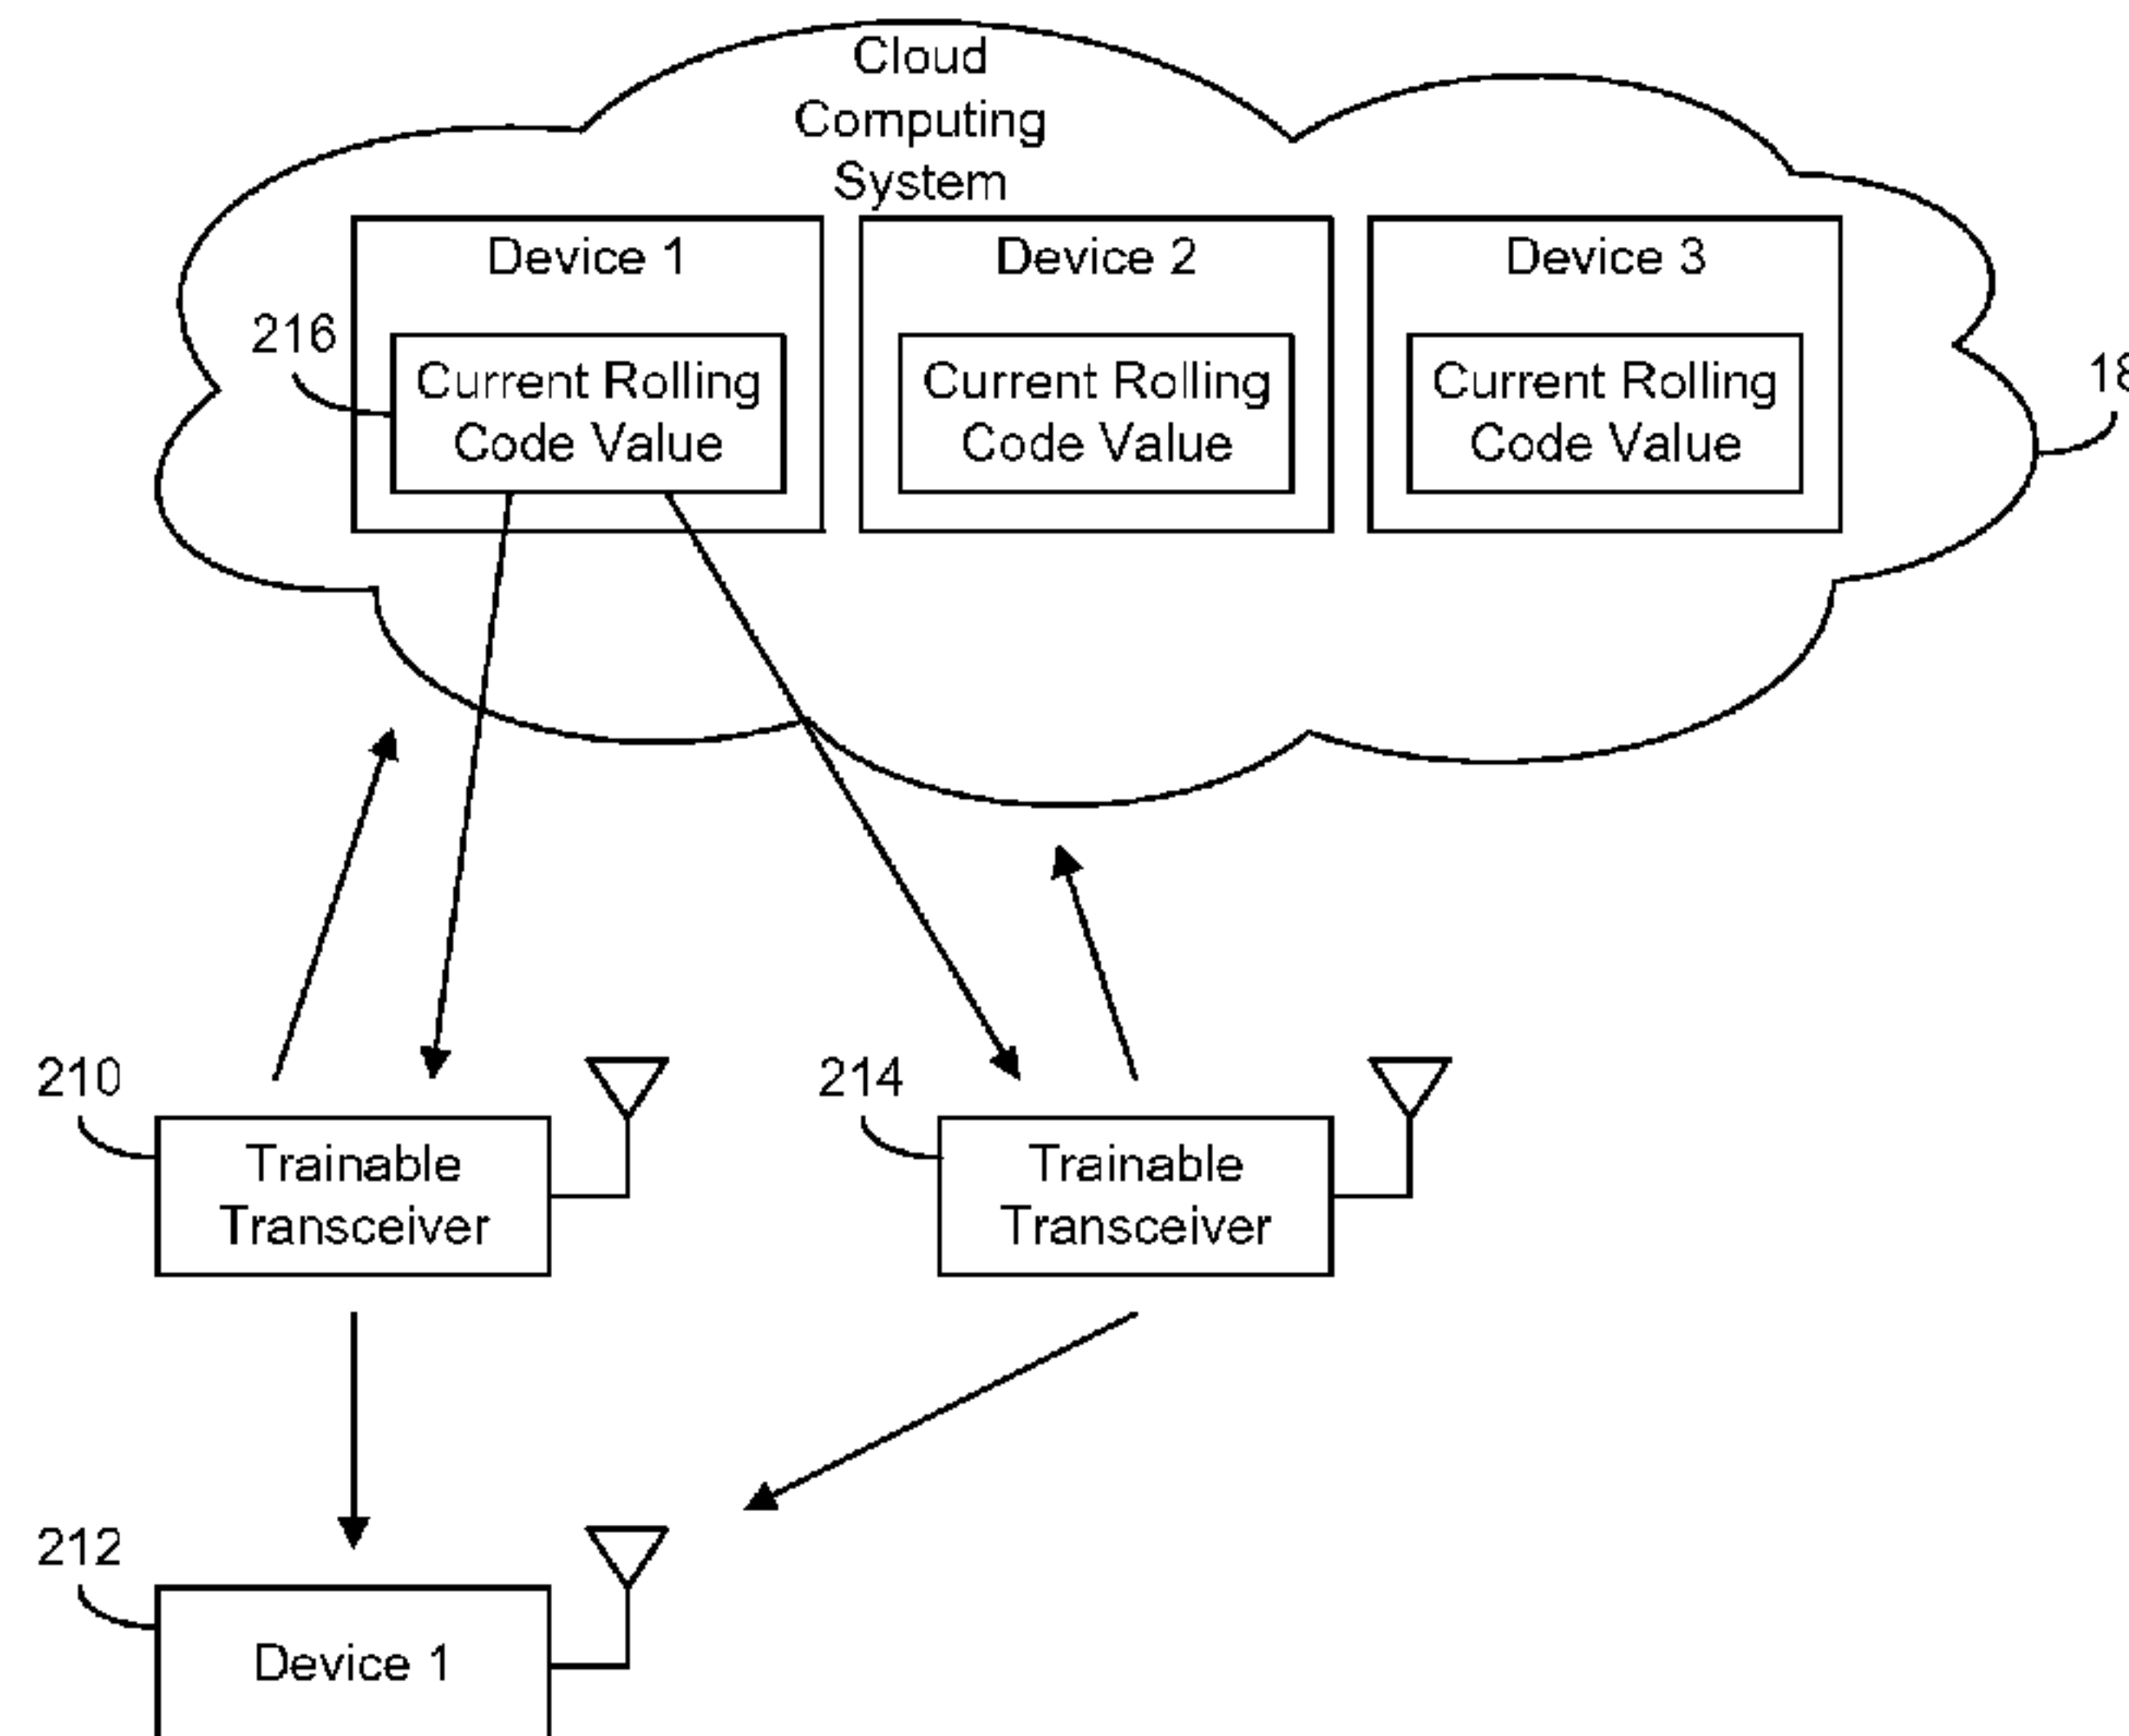 Cloud
Computing
System
Device 1
Device 2
Device 3
216
Current Rolling
Code Value
Current Rolling
Code Value
Current Rolling
Code Value
18
210
214
Trainable
Transceiver
Trainable
Transceiver
212
Device 1